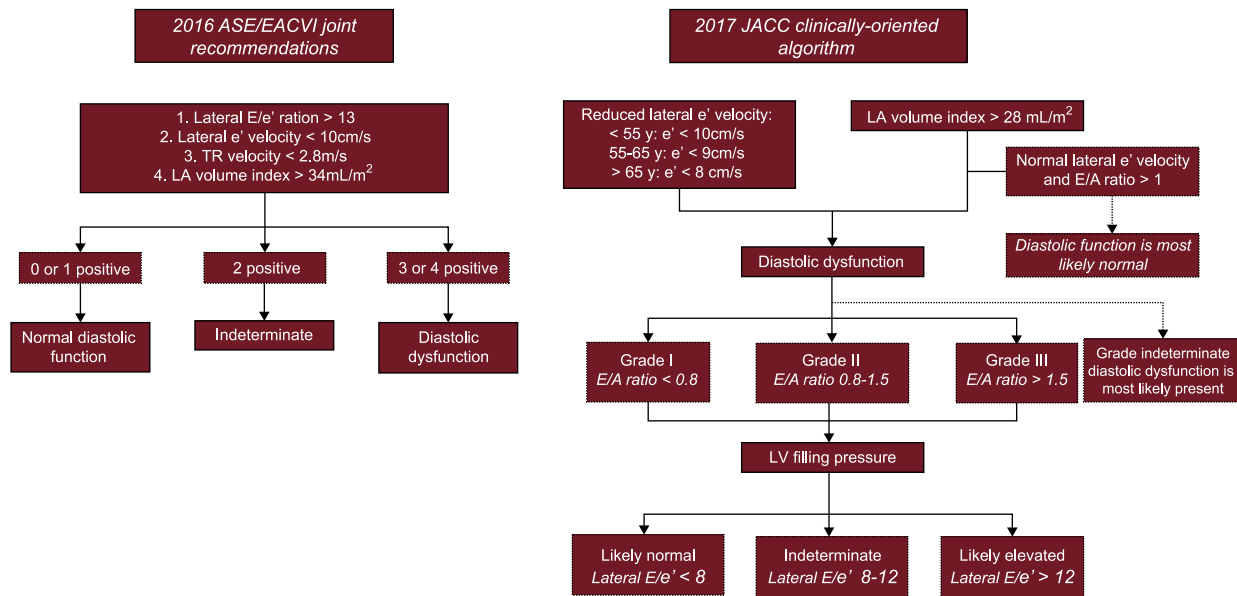 2016 ASE/EACVI joint
recommendations
1. Lateral E/e' ration > 13
2. Lateral e' velocity < 10cm/s
3. TR velocity < 2.8m/s
4. LA volume index > 34mL/m²
0 or 1 positive
2 positive
3 or 4 positive
Normal diastolic
function
Indeterminate
Diastolic
dysfunction
2017 JACC clinically-oriented
algorithm
Reduced lateral e' velocity:
< 55 y: e' < 10cm/s
55-65 y: e' < 9cm/s
> 65 y: e' < 8 cm/s
LA volume index > 28 mL/m²
Normal lateral e' velocity
and E/A ratio > 1
Diastolic function is most
likely normal
Diastolic dysfunction
Grade I
E/A ratio < 0.8
Grade II
E/A ratio 0.8-1.5
Grade III
E/A ratio > 1.5
Grade indeterminate
diastolic dysfunction is
most likely present
LV filling pressure
Likely normal
Lateral E/e' < 8
Indeterminate
Lateral E/e' 8-12
Likely elevated
Lateral E/e' > 12